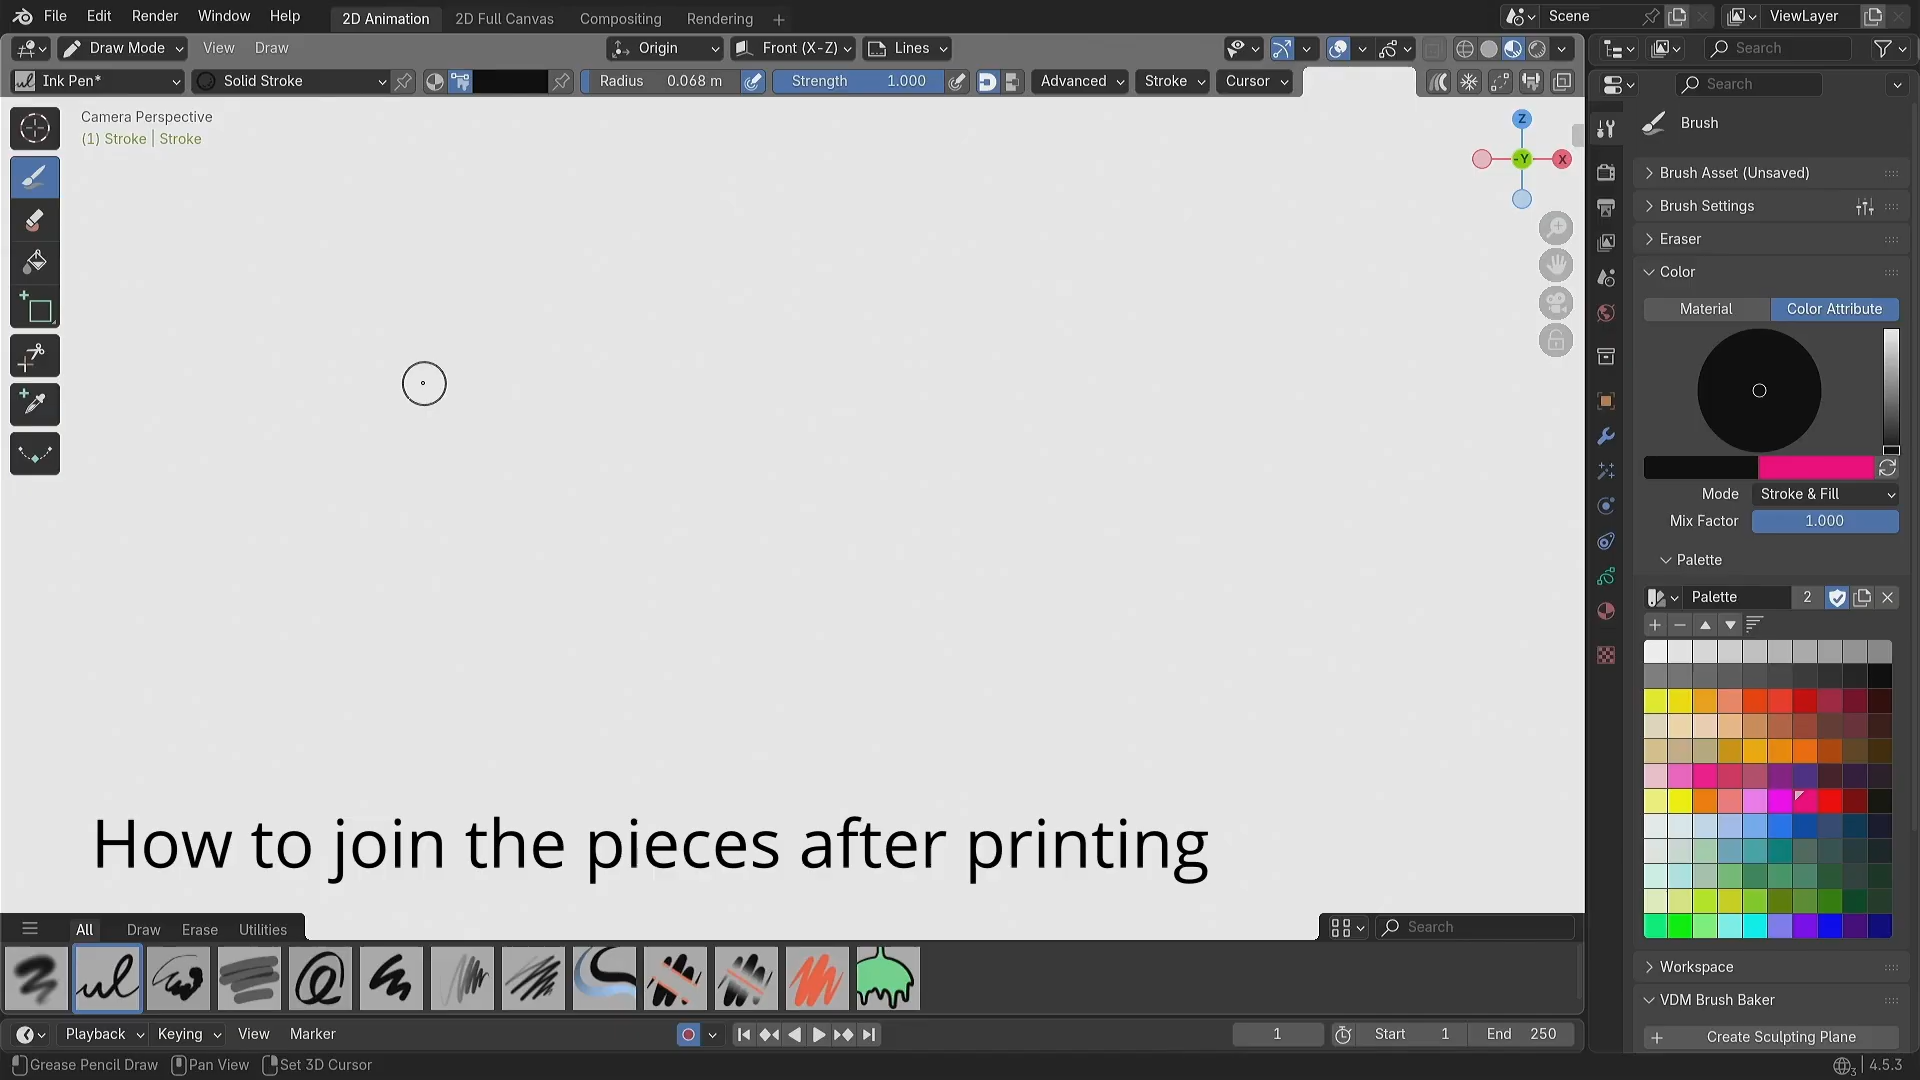 File Edit Render Window Help 2D Animation 2D Full Canvas Compositing Rendering Scene ViewLayer
Draw Mode View Draw Origin Front (X-Z) Lines Search
Ink Pen* Solid Stroke Radius 0.068 m Strength 1.000 Advanced Stroke Cursor Search
Camera Perspective
(1) Stroke | Stroke
Z
-Y X
Brush
Brush Asset (Unsaved)
Brush Settings
Eraser
Color
Material Color Attribute
Mode Stroke & Fill
Mix Factor 1.000
Palette
Palette 2
How to join the pieces after printing
All Draw Erase Utilities Search
Workspace
VDM Brush Baker
Create Sculpting Plane
Playback Keying View Marker 1 Start 1 End 250
Grease Pencil Draw Pan View Set 3D Cursor 3 4.5.3